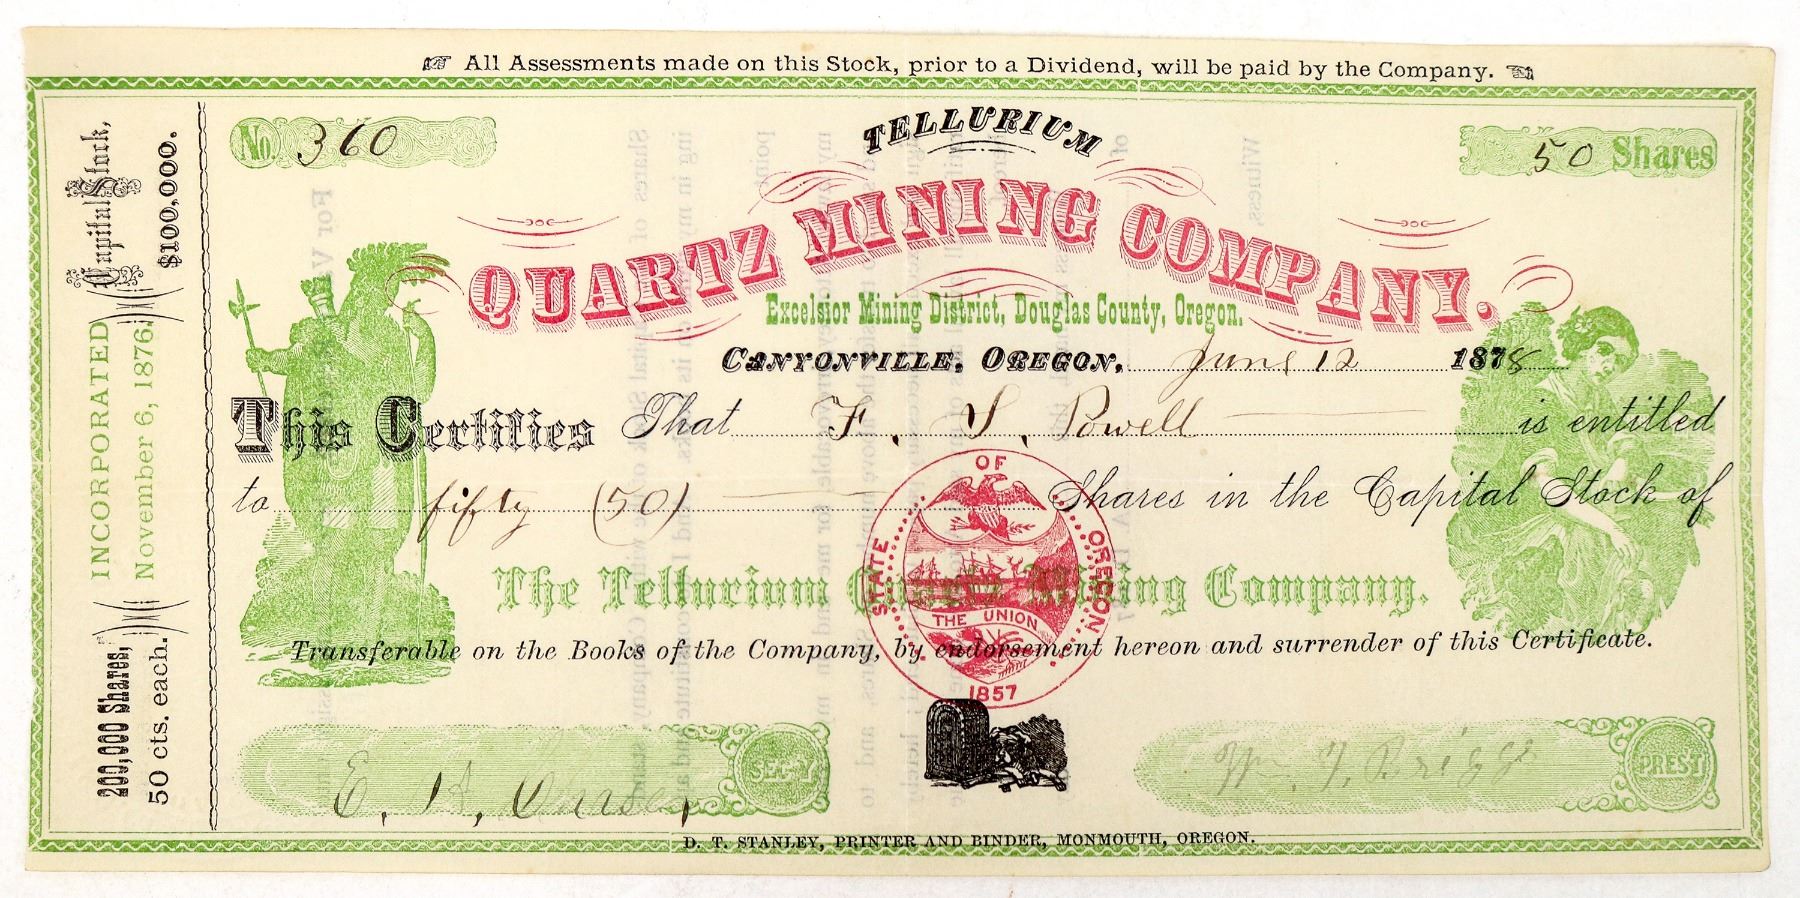 All Assessments made on this Stock, prior to a Dividend, will be paid by the Company.
No. 360
50 Shares
TELLURIUM
QUARTZ MINING COMPANY.
Excelsior Mining District, Douglas County, Oregon.
CANYONVILLE, OREGON, June 12 1878
This Certifies That F. S. Powell is entitled
to fifty (50) Shares in the Capital Stock of
The Tellurium Quartz Mining Company.
Transferable on the Books of the Company, by endorsement hereon and surrender of this Certificate.
STATE OF OREGON
THE UNION
1857
E. A.
SEC'Y
Wm. T. Briggs
PREST
D. T. STANLEY, PRINTER AND BINDER, MONMOUTH, OREGON.
Capital Stock,
$100,000.
INCORPORATED
November 6, 1876.
200,000 Shares,
50 cts. each.